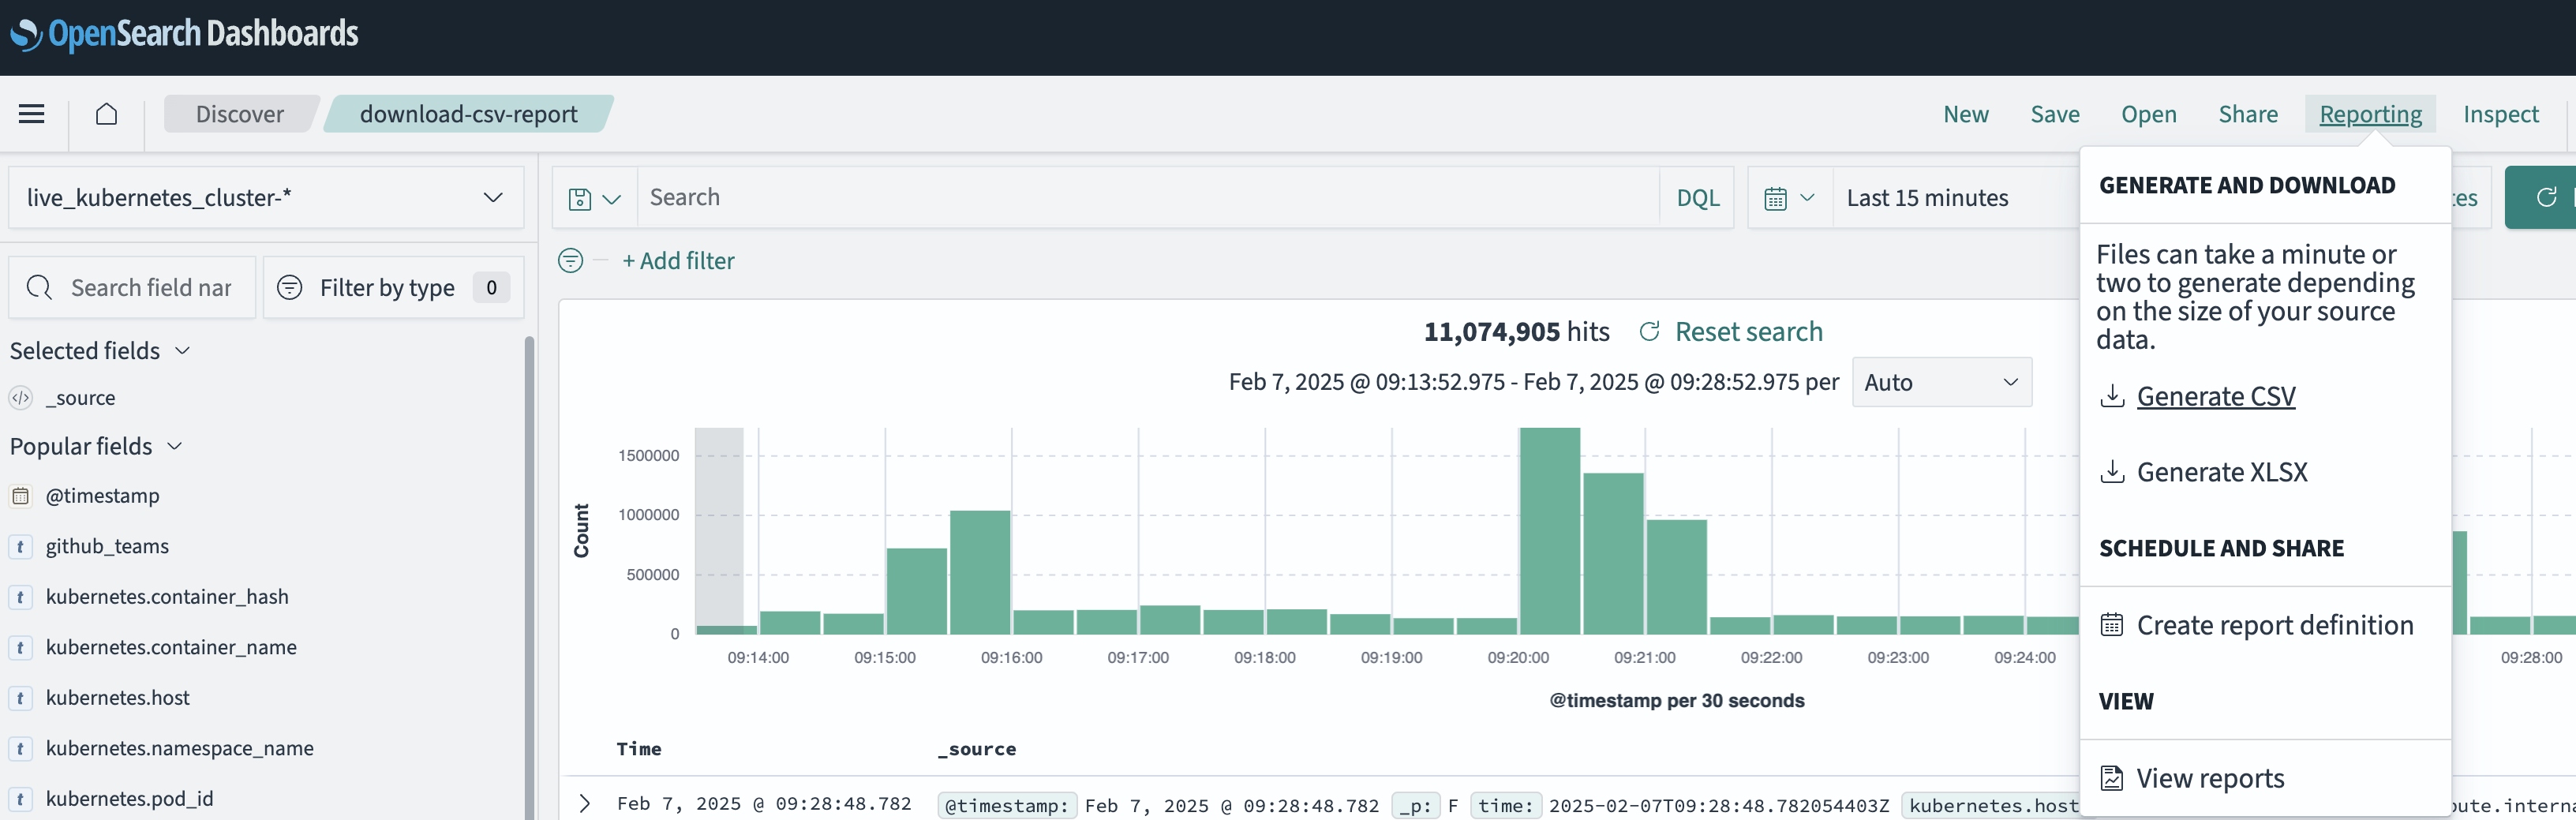 OpenSearch Dashboards
Discover
download-csv-report
New
Save
Open
Share
Reporting
Inspect
live_kubernetes_cluster-*
Search
DQL
Last 15 minutes
Search field nar
Filter by type 0
+ Add filter
Selected fields
_source
Popular fields
@timestamp
github_teams
kubernetes.container_hash
kubernetes.container_name
kubernetes.host
kubernetes.namespace_name
kubernetes.pod_id
11,074,905 hits
Reset search
Feb 7, 2025 @ 09:13:52.975 - Feb 7, 2025 @ 09:28:52.975 per
Auto
Count
1500000
1000000
500000
0
09:14:00
09:15:00
09:16:00
09:17:00
09:18:00
09:19:00
09:20:00
09:21:00
09:22:00
09:23:00
09:24:00
09:28:00
@timestamp per 30 seconds
Time
_source
Feb 7, 2025 @ 09:28:48.782
@timestamp: Feb 7, 2025 @ 09:28:48.782 _p: F time: 2025-02-07T09:28:48.782054403Z kubernetes.host
GENERATE AND DOWNLOAD
Files can take a minute or
two to generate depending
on the size of your source
data.
Generate CSV
Generate XLSX
SCHEDULE AND SHARE
Create report definition
VIEW
View reports